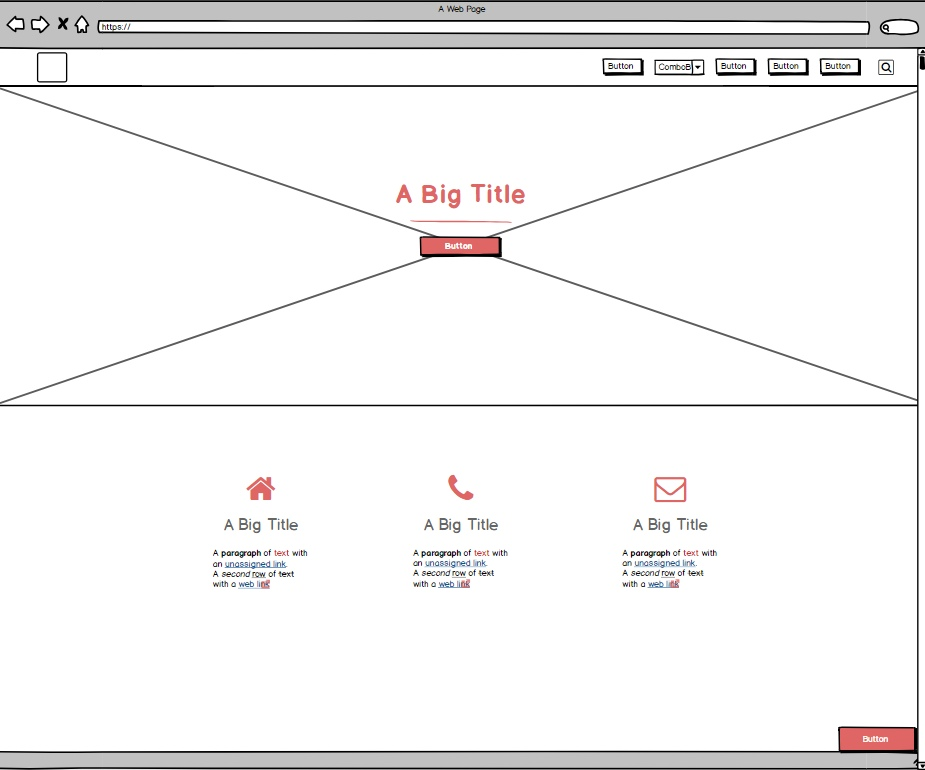 A Web Page
https://
Button ComboB Button Button Button
A Big Title
Button
A Big Title
A paragraph of text with
an unassigned link.
A second row of text
with a web link
A Big Title
A paragraph of text with
an unassigned link.
A second row of text
with a web link
A Big Title
A paragraph of text with
an unassigned link.
A second row of text
with a web link
Button